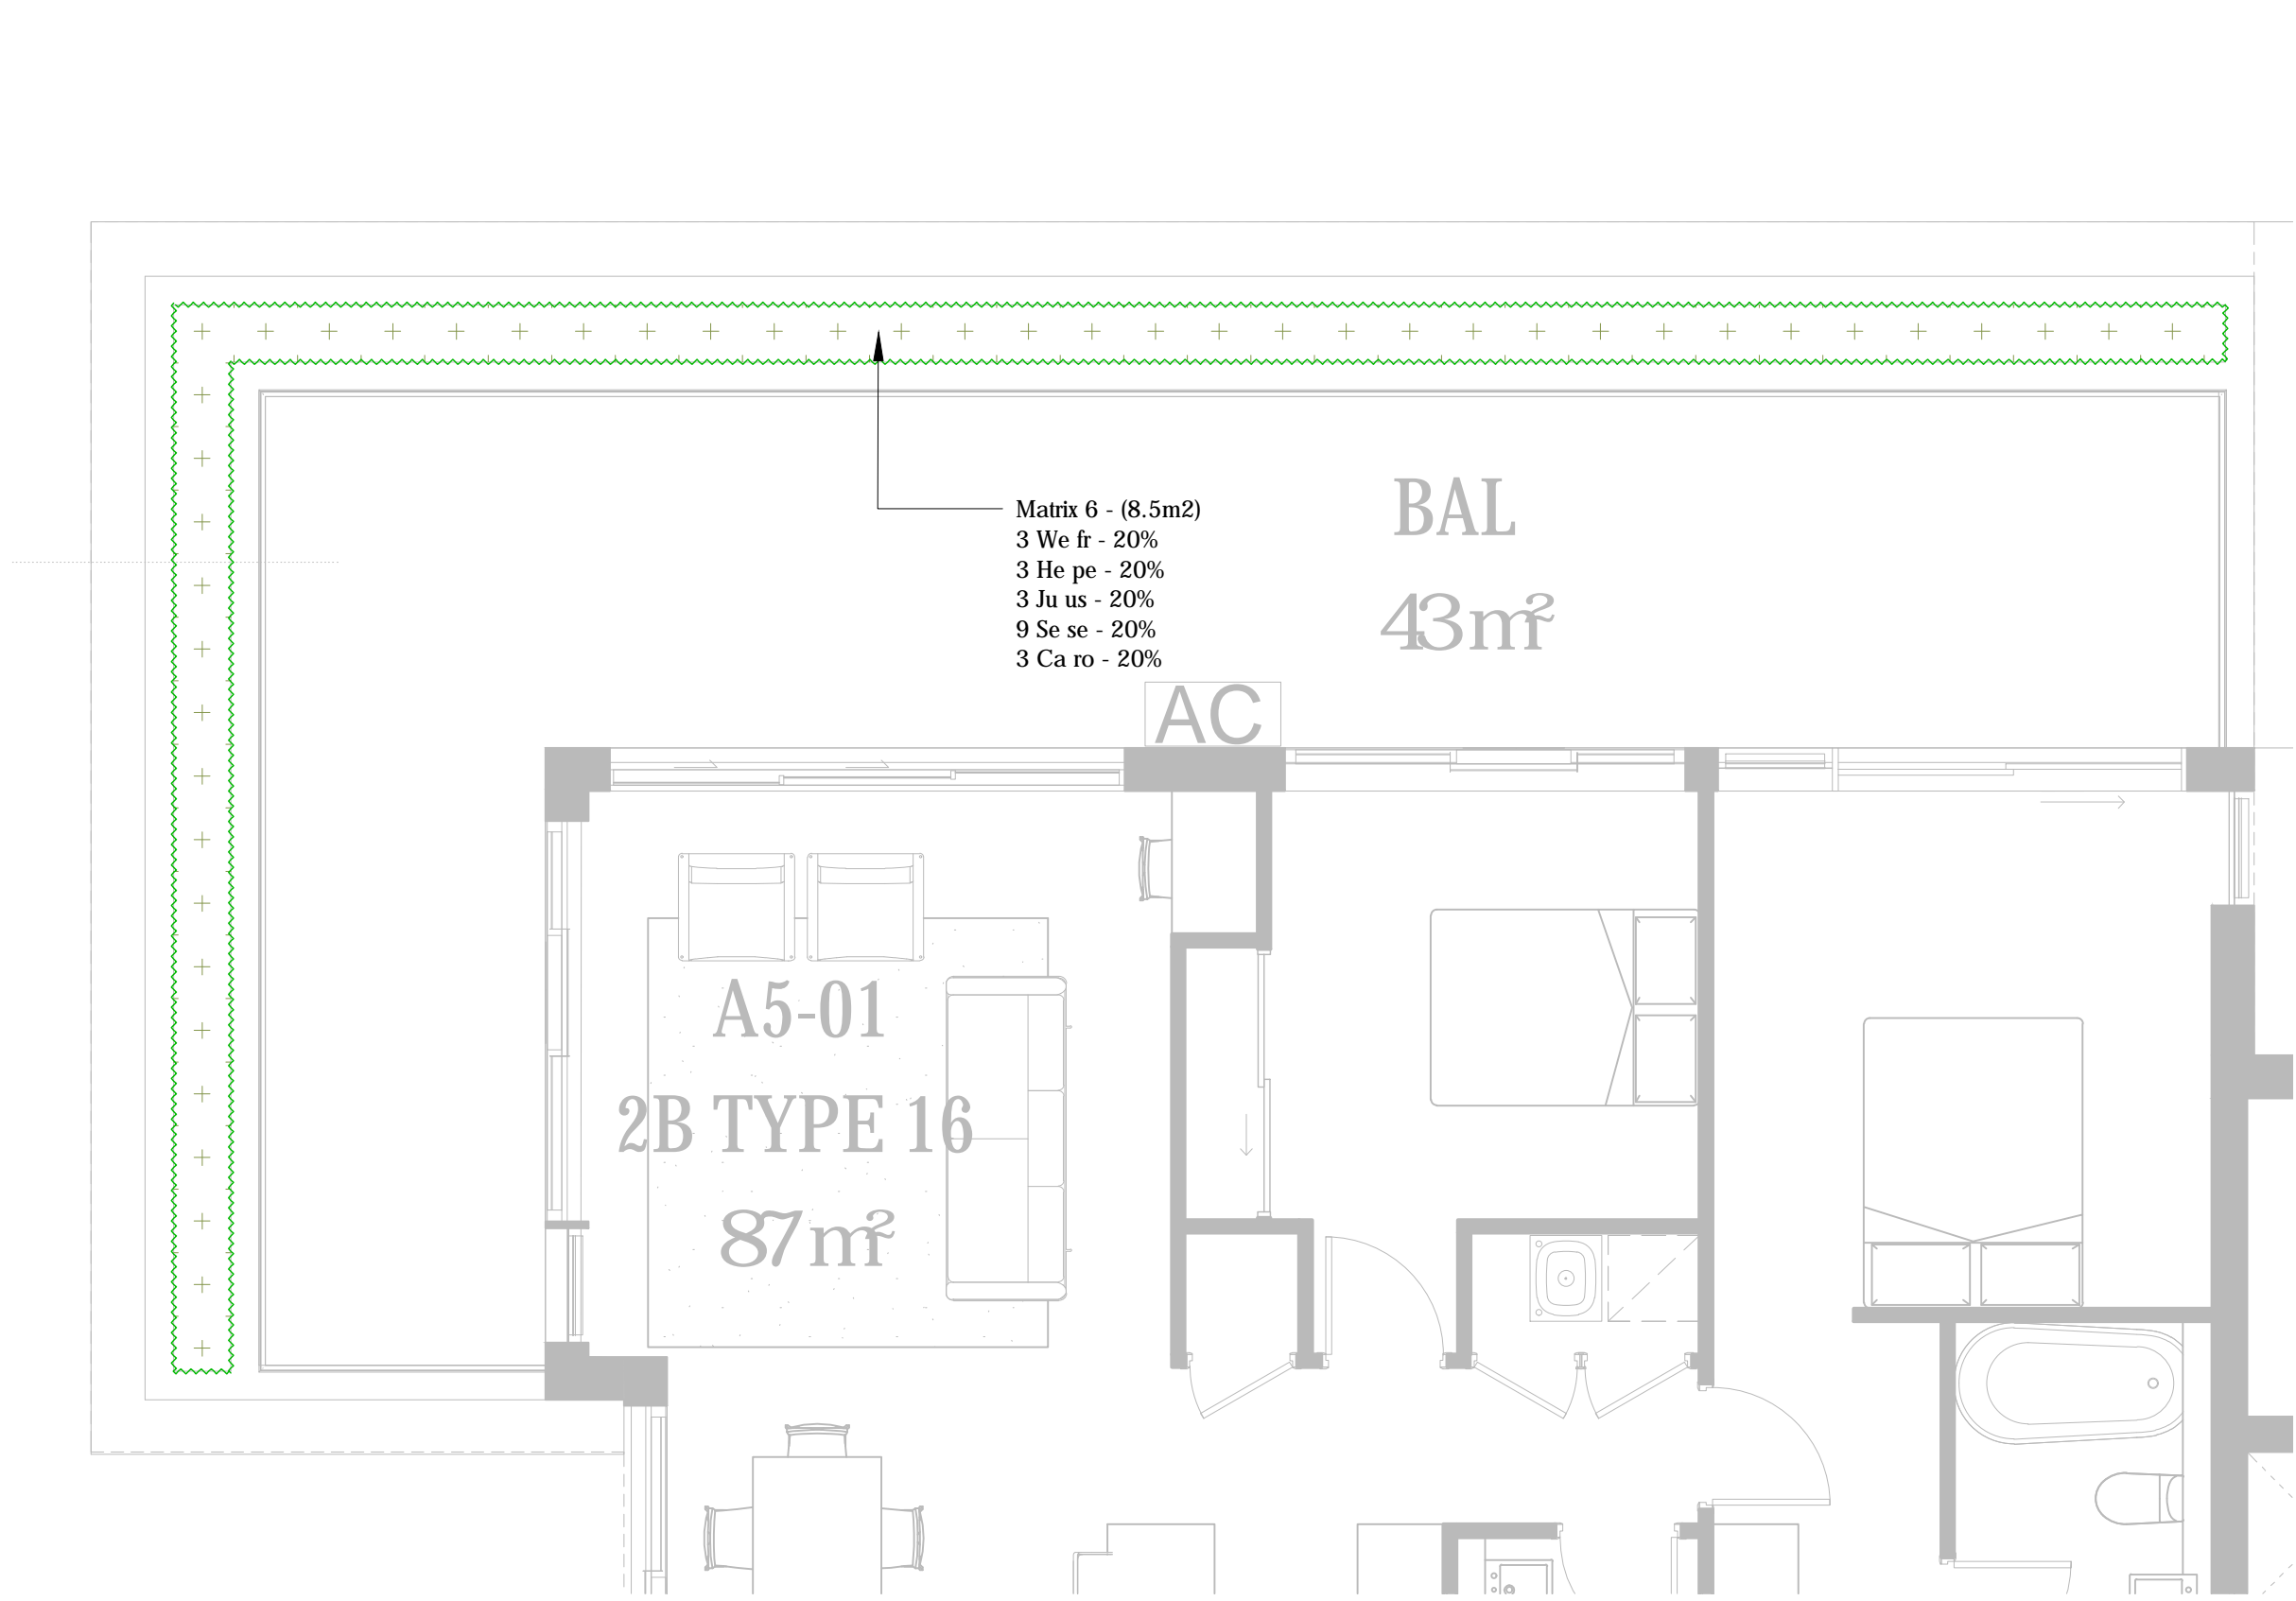 Matrix 6 - (8.5m2)
3 We fr - 20%
3 He pe - 20%
3 Ju us - 20%
9 Se se - 20%
3 Ca ro - 20%
BAL
43m²
AC
A5-01
2B TYPE 16
87m²